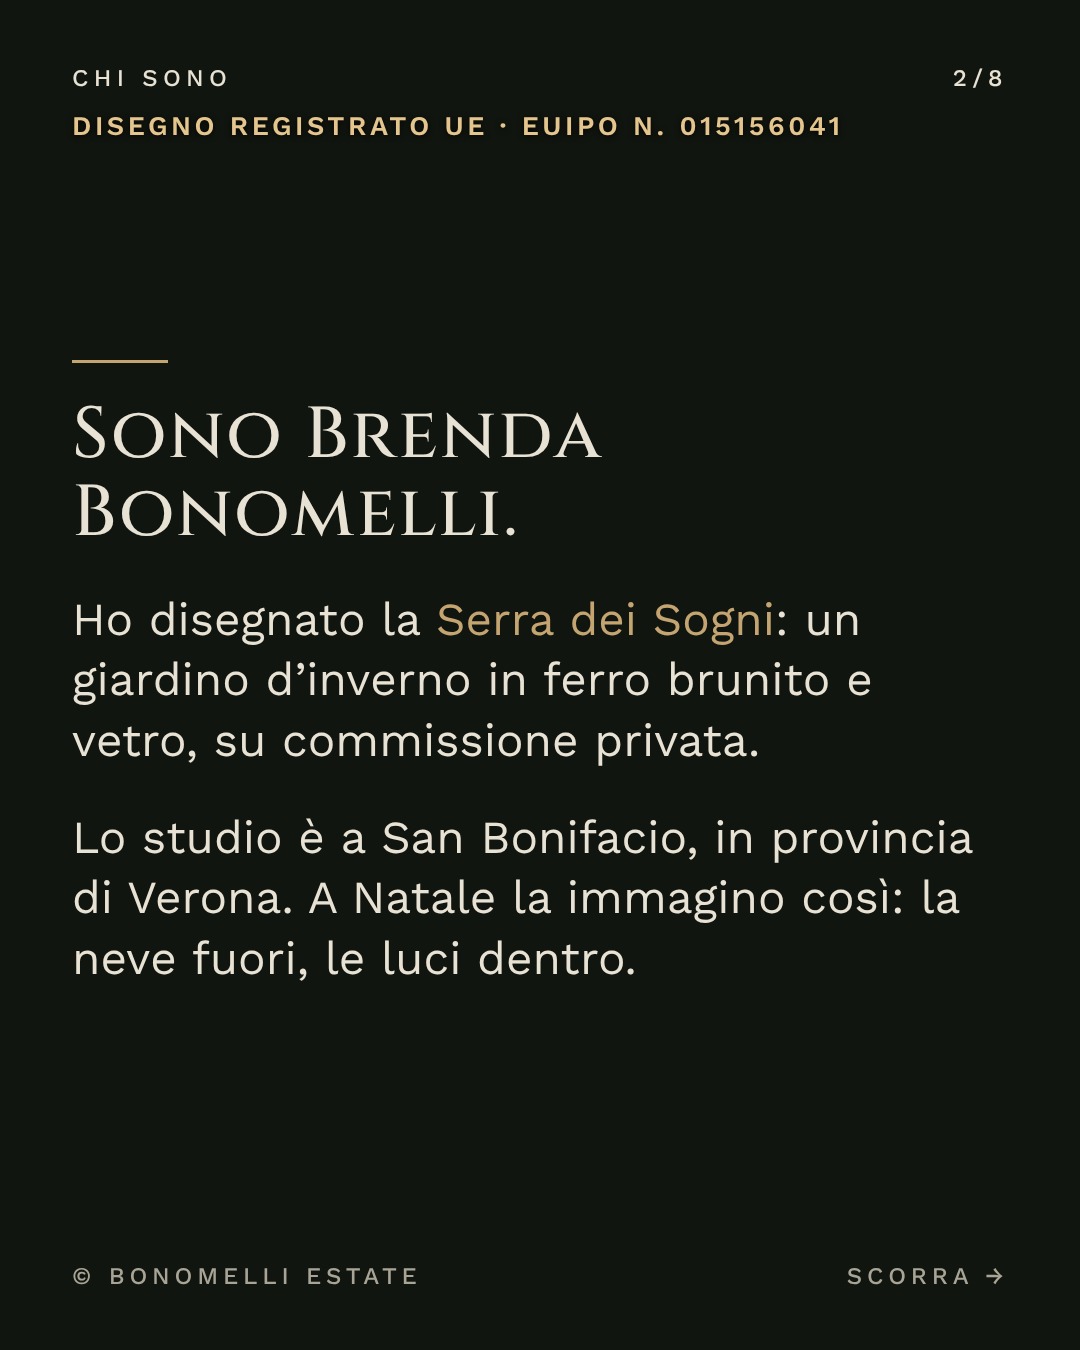 CHI SONO
2/8
DISEGNO REGISTRATO UE · EUIPO N. 015156041
Sono Brenda
Bonomelli.
Ho disegnato la Serra dei Sogni: un
giardino d’inverno in ferro brunito e
vetro, su commissione privata.
Lo studio è a San Bonifacio, in provincia
di Verona. A Natale la immagino così: la
neve fuori, le luci dentro.
© BONOMELLI ESTATE
SCORRA →